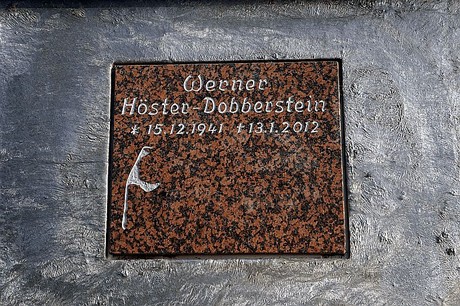 Werner
Höster-Dobberstein
* 15.12.1941 † 13.1.2012